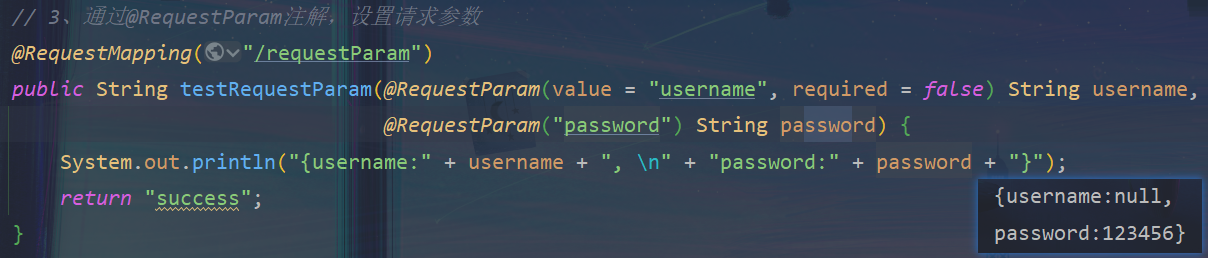 // 3、通过@RequestParam注解，设置请求参数
@RequestMapping("/requestParam")
public String testRequestParam(@RequestParam(value = "username", required = false) String username,
@RequestParam("password") String password) {
System.out.println("{username:" + username + ", \n" + "password:" + password + "}");
return "success";
}
{username:null,
password:123456}